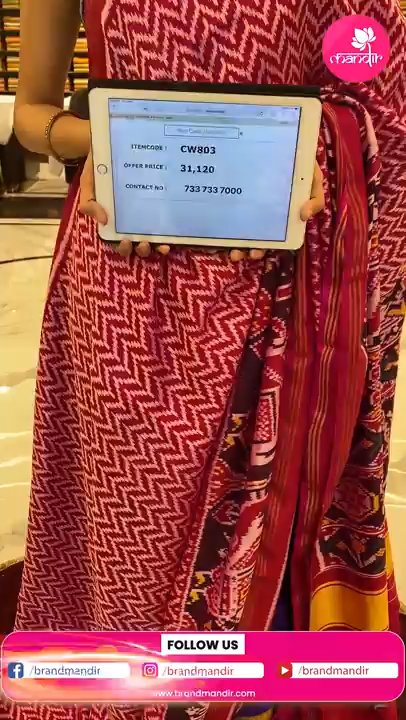 mandir
ITEMCODE : CW803
OFFER PRICE : 31,120
CONTACT NO : 733 733 7000
FOLLOW US
/brandmandir /brandmandir /brandmandir
www.brandmandir.com